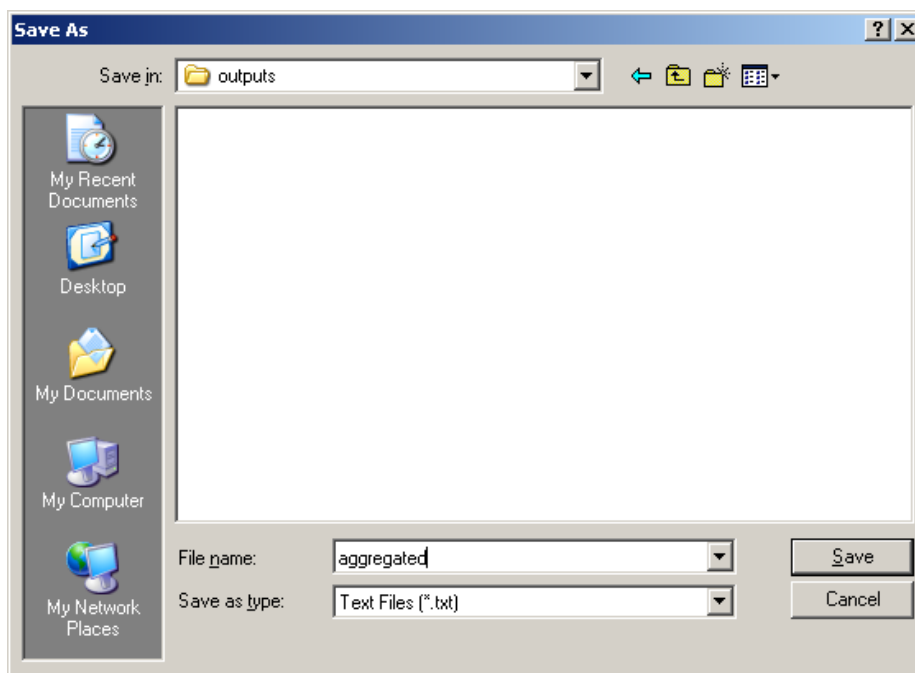 Save As
Save in: outputs
My Recent
Documents
Desktop
My Documents
My Computer
My Network
Places
File name: aggregated
Save
Save as type: Text Files (*.txt)
Cancel